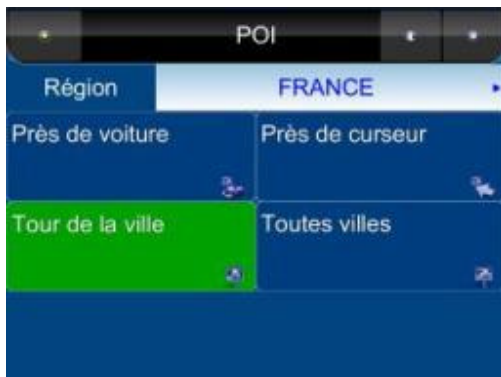 POI
Région FRANCE
Près de voiture Près de curseur
Tour de la ville Toutes villes